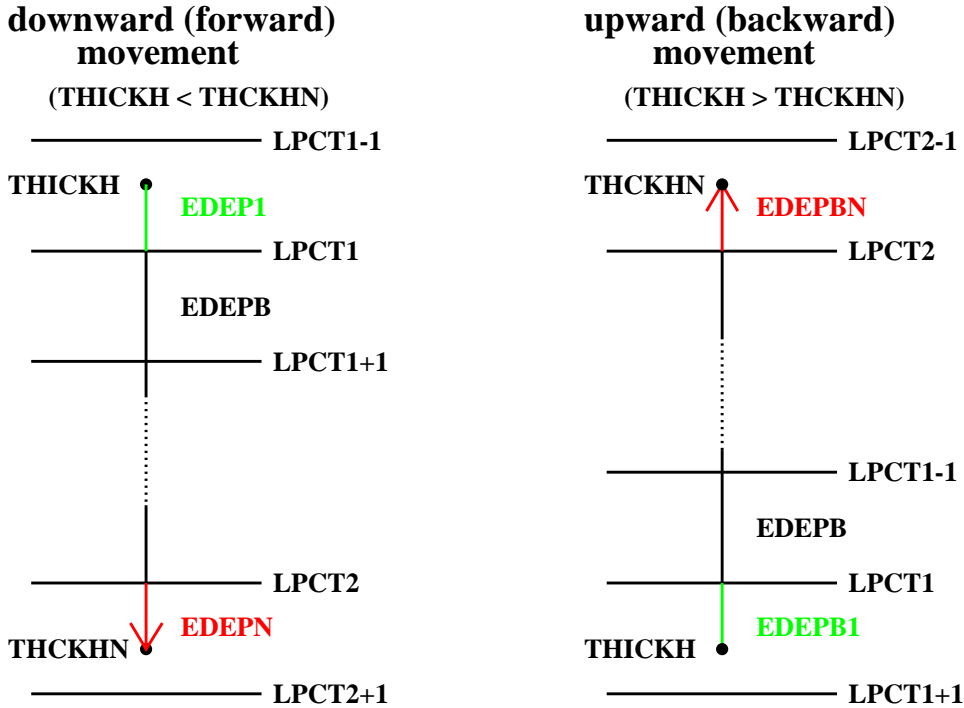 downward (forward)
movement
(THICKH < THCKHN)
LPCT1-1
THICKH
EDEP1
LPCT1
EDEPB
LPCT1+1
LPCT2
EDEPN
THCKHN
LPCT2+1
upward (backward)
movement
(THICKH > THCKHN)
LPCT2-1
THCKHN
EDEPBN
LPCT2
LPCT1-1
EDEPB
LPCT1
EDEPB1
THICKH
LPCT1+1